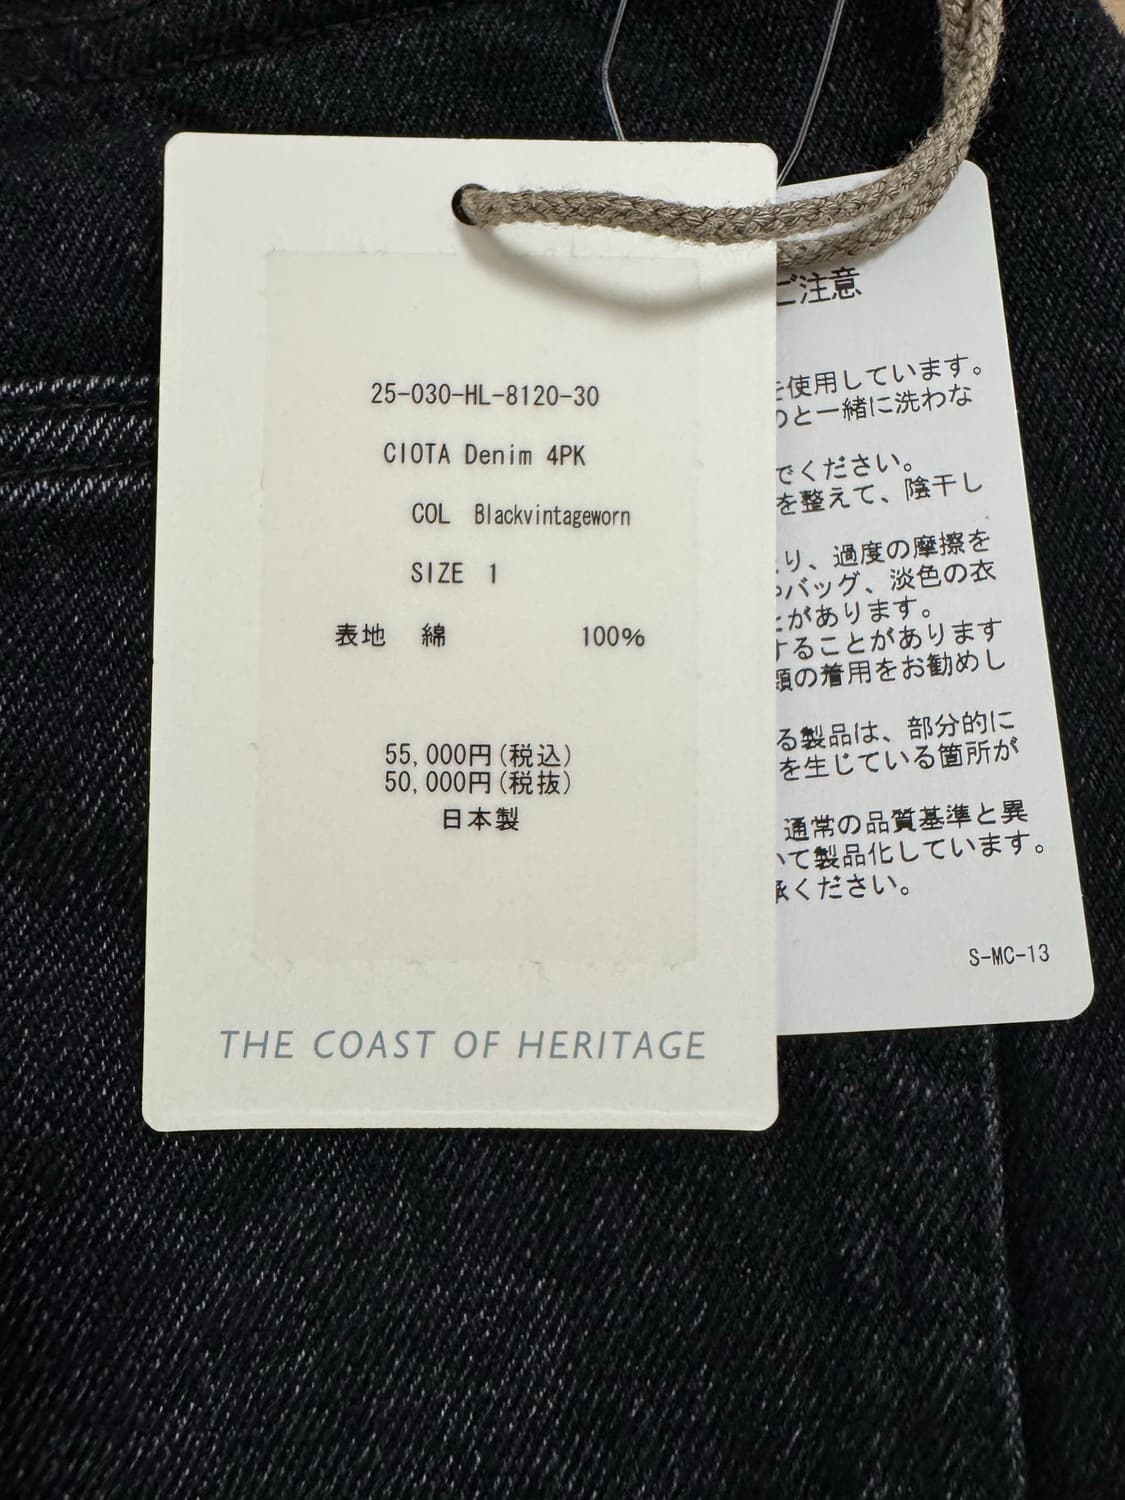 25-030-HL-8120-30
CIOTA Denim 4PK
COL Blackvintageworn
SIZE 1
表地 綿 100%
55,000円(税込)
50,000円(税抜)
日本製
THE COAST OF HERITAGE
ご注意
を使用しています。
のと一緒に洗わな
でください。
を整えて、陰干し
り、過度の摩擦を
やバッグ、淡色の衣
とがあります。
することがあります
類の着用をお勧めし
る製品は、部分的に
を生じている箇所が
通常の品質基準と異
いて製品化しています。
承ください。
S-MC-13